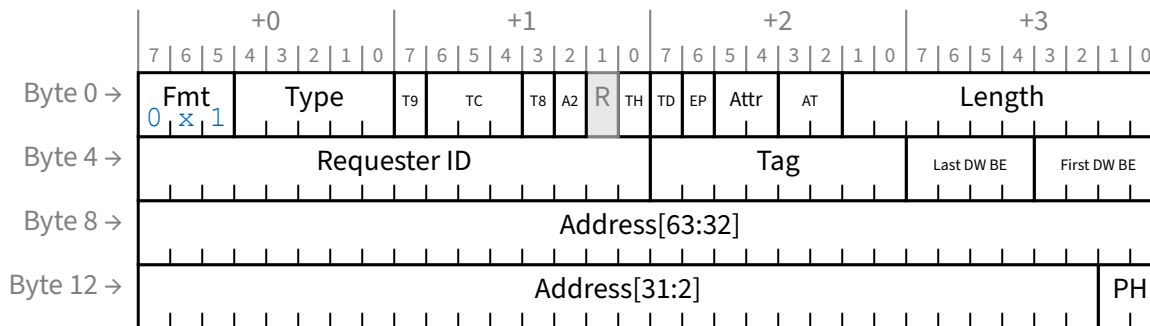 +0 +1 +2 +3
7 6 5 4 3 2 1 0 7 6 5 4 3 2 1 0 7 6 5 4 3 2 1 0 7 6 5 4 3 2 1 0
Byte 0 → Fmt Type T9 TC T8 A2 R TH TD EP Attr AT Length
0 x 1
Byte 4 → Requester ID Tag Last DW BE First DW BE
Byte 8 → Address[63:32]
Byte 12 → Address[31:2] PH